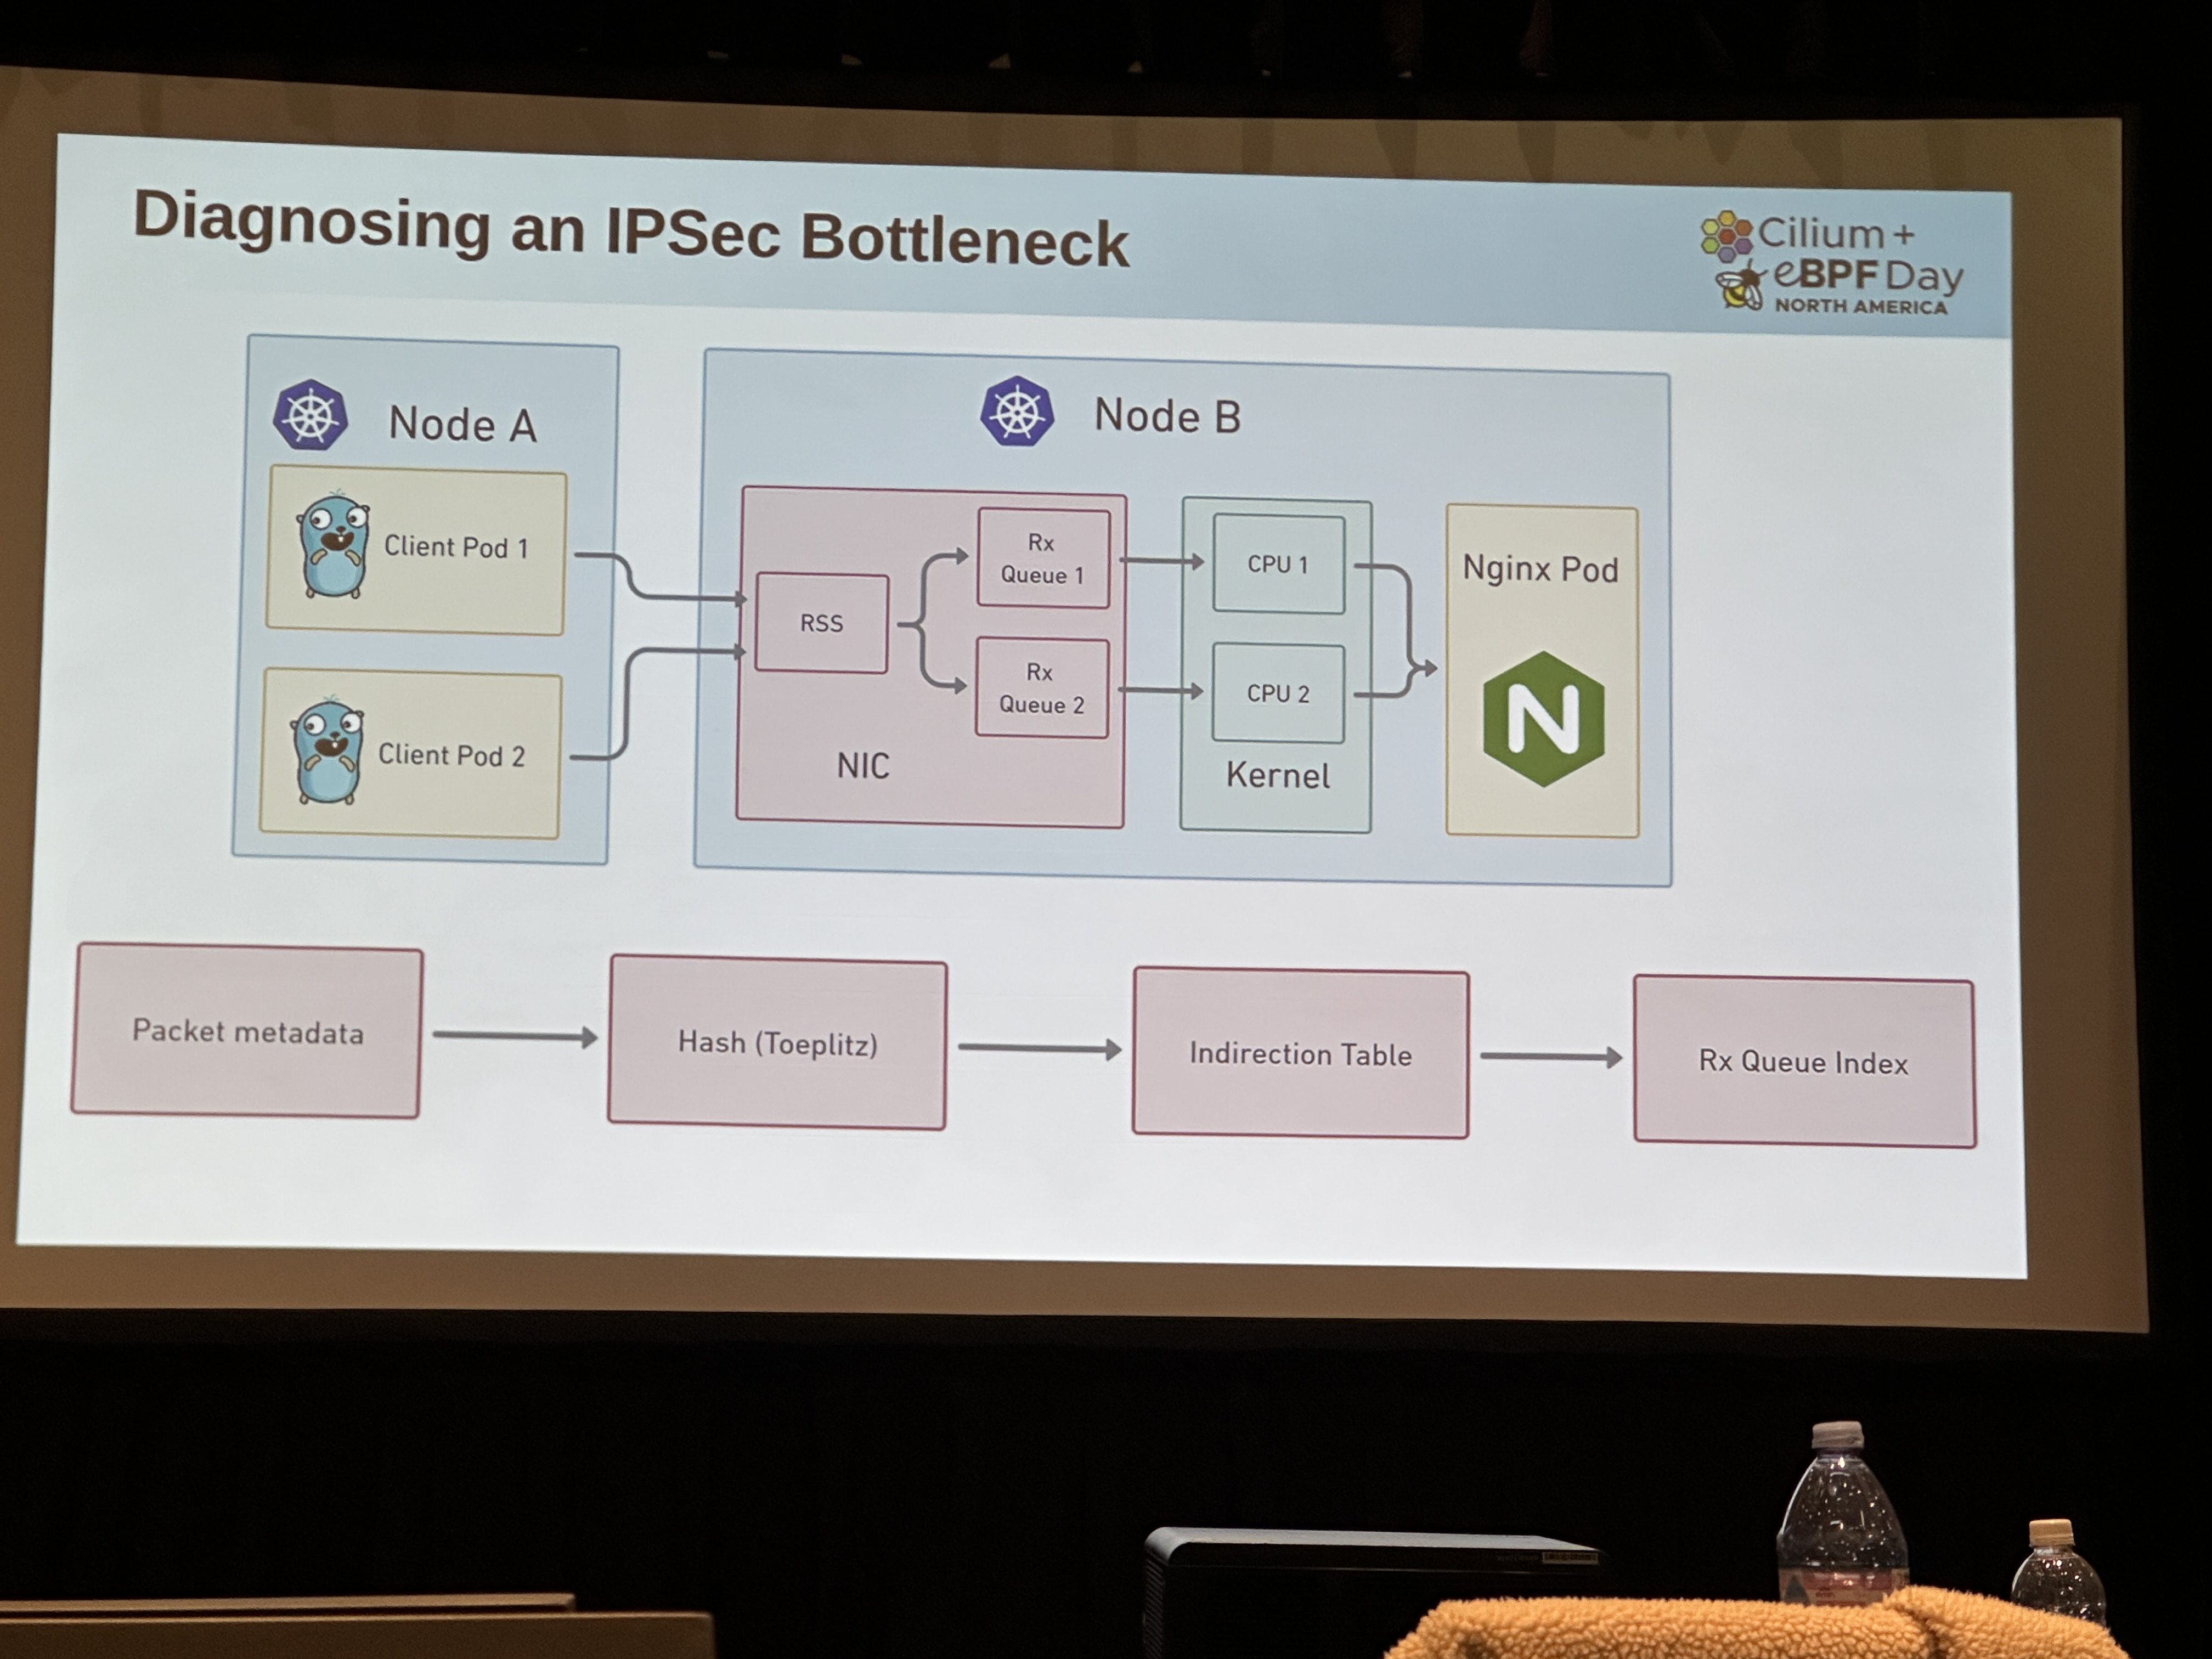 Diagnosing an IPSec Bottleneck
Cilium +
eBPF Day
NORTH AMERICA
Node A
Client Pod 1
Client Pod 2
Node B
RSS
Rx
Queue 1
Rx
Queue 2
NIC
CPU 1
CPU 2
Kernel
Nginx Pod
N
Packet metadata
Hash (Toeplitz)
Indirection Table
Rx Queue Index